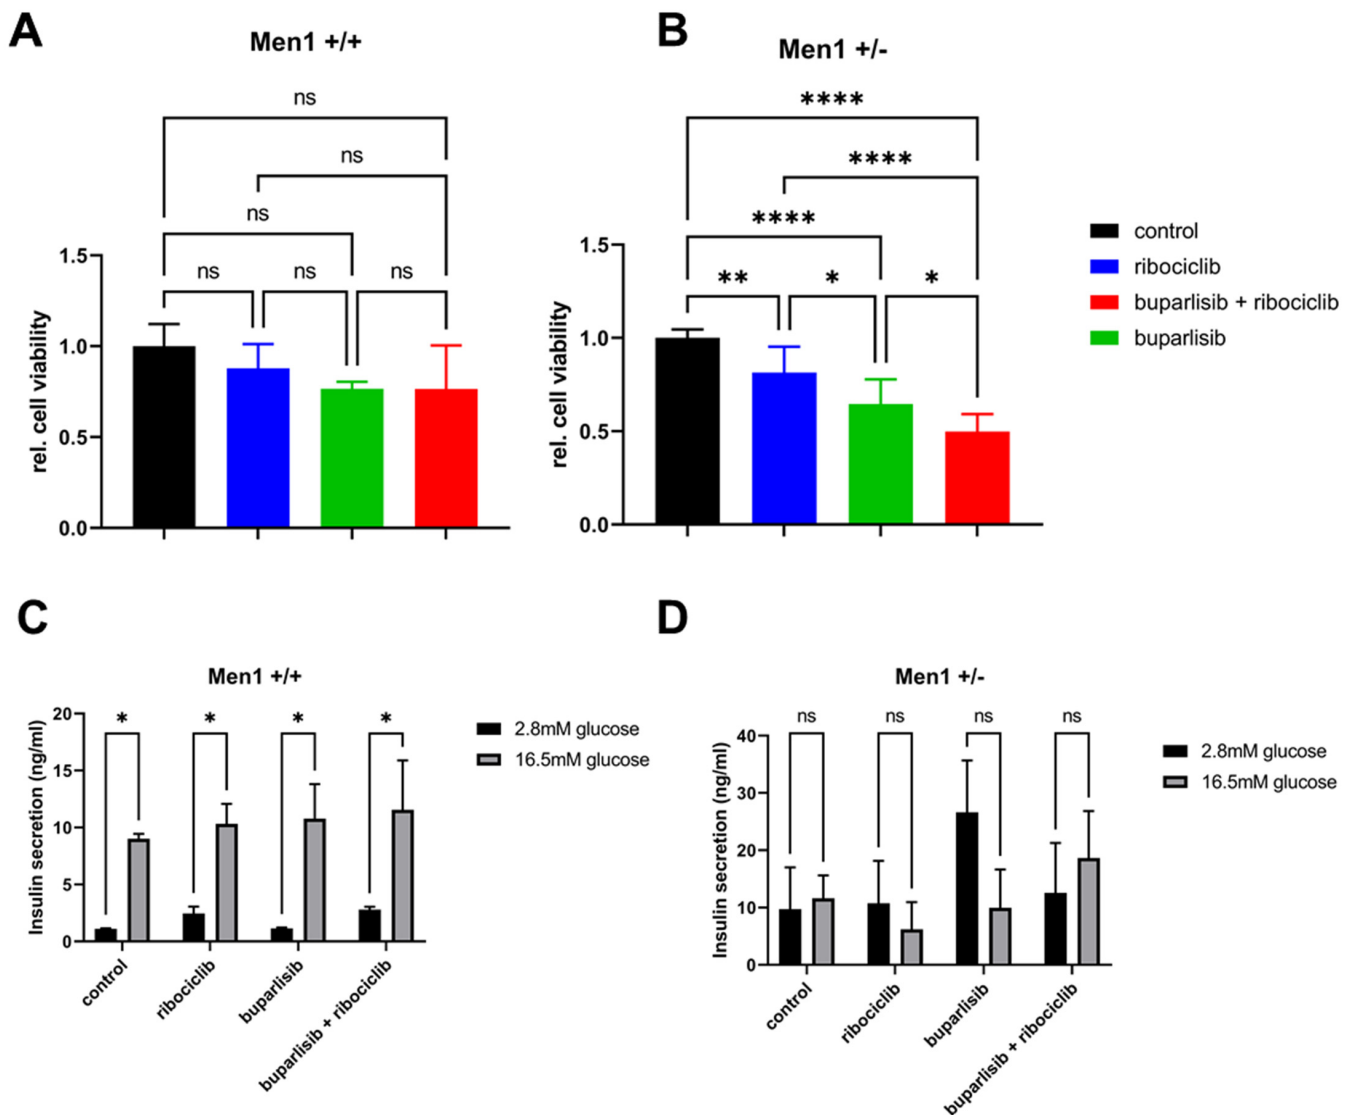 A
Men1 +/+
ns
ns
ns
ns
ns
ns
1.5
1.0
0.5
0.0
rel. cell viability
B
Men1 +/-
****
****
****
**
*
*
1.5
1.0
0.5
0.0
rel. cell viability
control
ribociclib
buparlisib + ribociclib
buparlisib
C
Men1 +/+
*
*
*
*
20
15
10
5
0
Insulin secretion (ng/ml)
control
ribociclib
buparlisib
buparlisib + ribociclib
2.8mM glucose
16.5mM glucose
D
Men1 +/-
ns
ns
ns
ns
40
30
20
10
0
Insulin secretion (ng/ml)
control
ribociclib
buparlisib
buparlisib + ribociclib
2.8mM glucose
16.5mM glucose